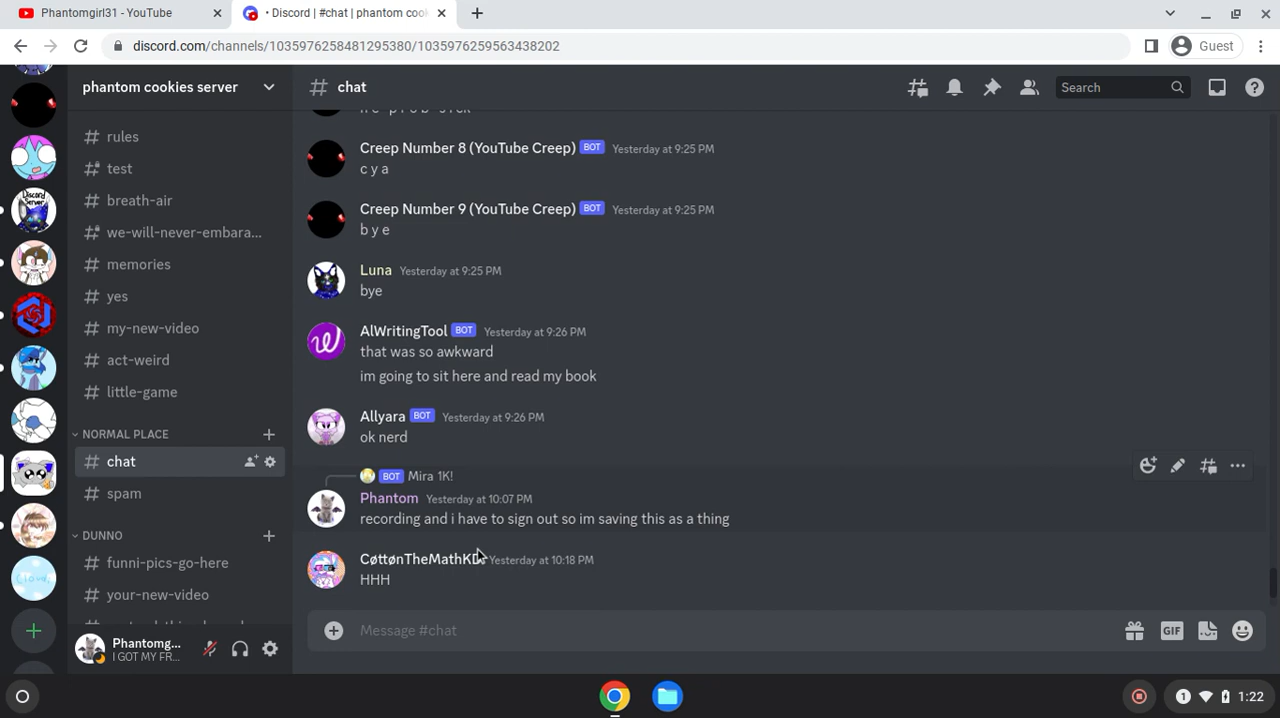 Phantomgirl31 - YouTube
• Discord | #chat | phantom cook
discord.com/channels/1035976258481295380/1035976259563438202
Guest
phantom cookies server
# chat
Search
rules
test
breath-air
we-will-never-embara...
memories
yes
my-new-video
act-weird
little-game
NORMAL PLACE
chat
spam
DUNNO
funni-pics-go-here
your-new-video
Creep Number 8 (YouTube Creep) BOT Yesterday at 9:25 PM
c y a
Creep Number 9 (YouTube Creep) BOT Yesterday at 9:25 PM
b y e
Luna Yesterday at 9:25 PM
bye
AlWritingTool BOT Yesterday at 9:26 PM
that was so awkward
im going to sit here and read my book
Allyara BOT Yesterday at 9:26 PM
ok nerd
BOT Mira 1K!
Phantom Yesterday at 10:07 PM
recording and i have to sign out so im saving this as a thing
CøttønTheMathKD Yesterday at 10:18 PM
HHH
Message #chat
GIF
Phantomg...
I GOT MY FR...
Discord Server
Cloudi
1
1:22